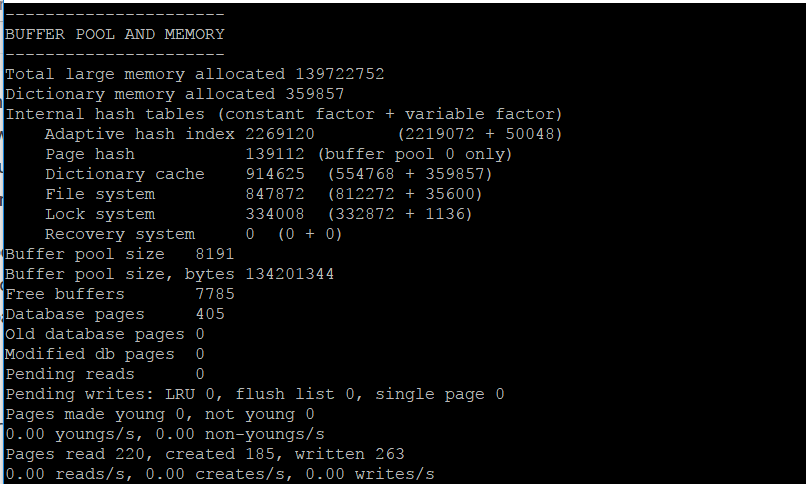 ----------------------
BUFFER POOL AND MEMORY
----------------------
Total large memory allocated 139722752
Dictionary memory allocated 359857
Internal hash tables (constant factor + variable factor)
    Adaptive hash index 2269120        (2219072 + 50048)
    Page hash           139112 (buffer pool 0 only)
    Dictionary cache    914625  (554768 + 359857)
    File system         847872  (812272 + 35600)
    Lock system         334008  (332872 + 1136)
    Recovery system     0  (0 + 0)
Buffer pool size   8191
Buffer pool size, bytes 134201344
Free buffers       7785
Database pages     405
Old database pages 0
Modified db pages  0
Pending reads      0
Pending writes: LRU 0, flush list 0, single page 0
Pages made young 0, not young 0
0.00 youngs/s, 0.00 non-youngs/s
Pages read 220, created 185, written 263
0.00 reads/s, 0.00 creates/s, 0.00 writes/s